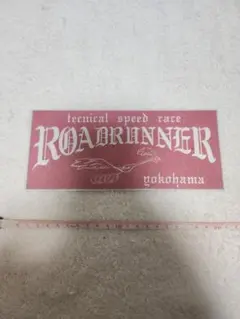 tecnical speed race
ROADRUNNER
yokohama